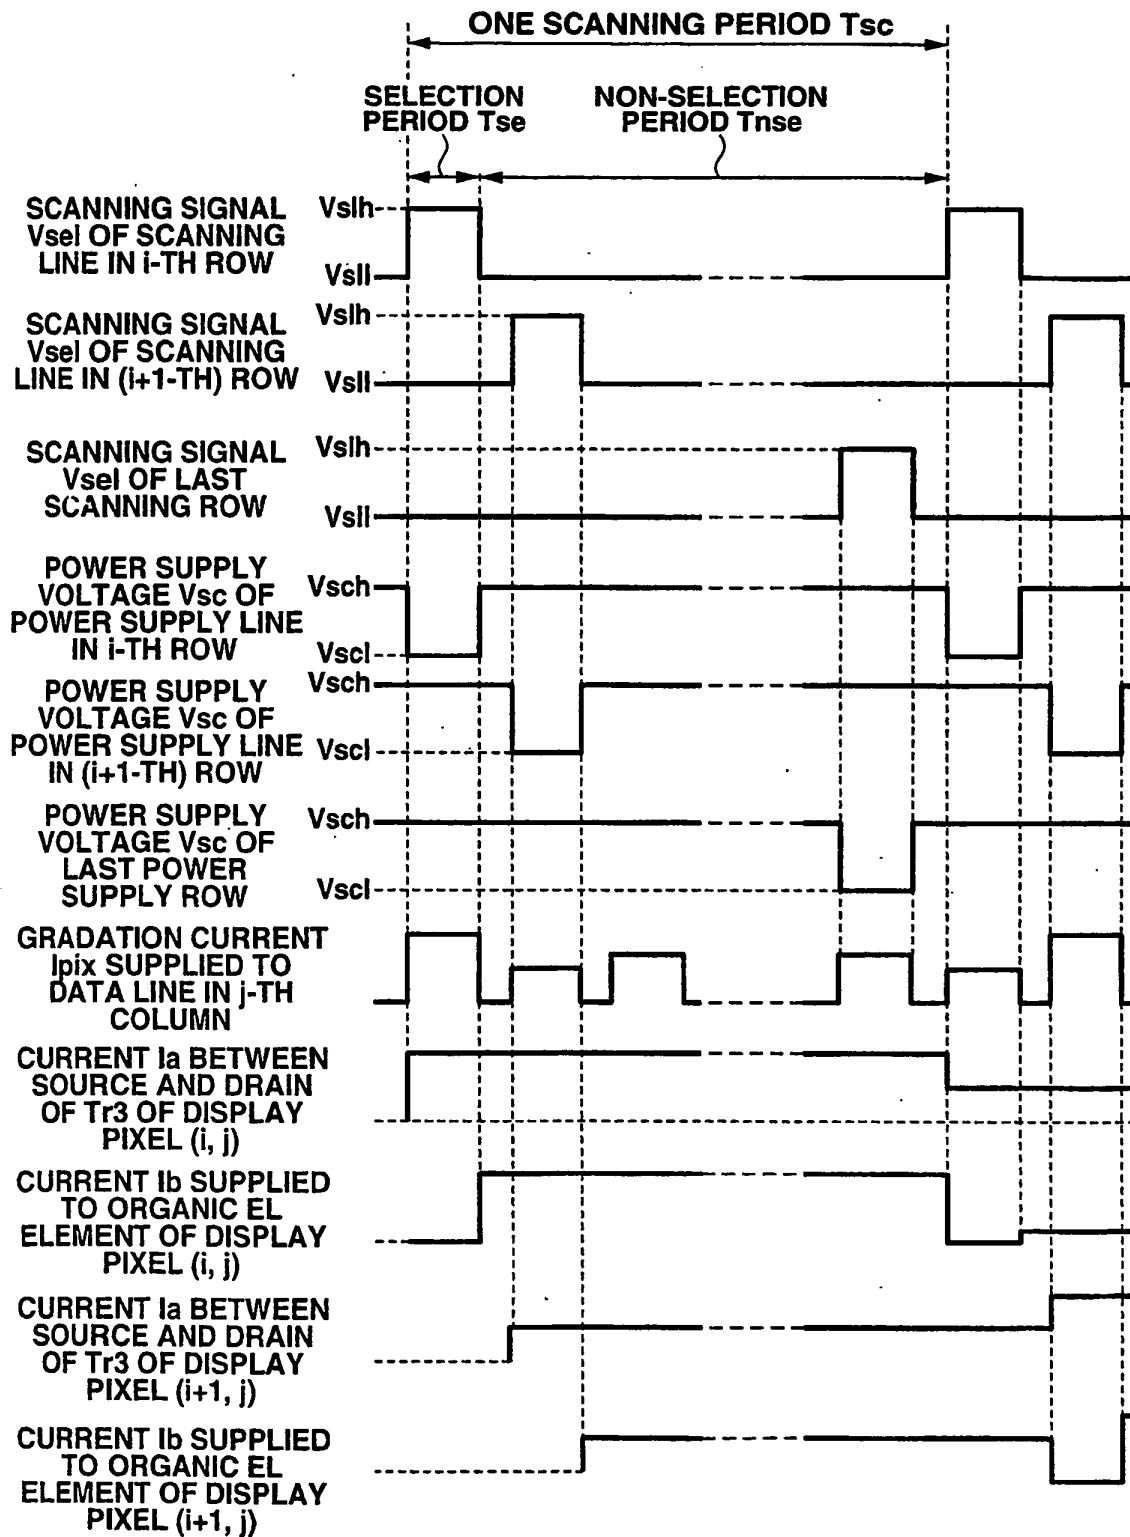 ONE SCANNING PERIOD Tsc
SELECTION
PERIOD Tse
NON-SELECTION
PERIOD Tnse
SCANNING SIGNAL
Vsel OF SCANNING
LINE IN i-TH ROW
Vslh
Vsll
SCANNING SIGNAL
Vsel OF SCANNING
LINE IN (i+1-TH) ROW
Vslh
Vsll
SCANNING SIGNAL
Vsel OF LAST
SCANNING ROW
Vslh
Vsll
POWER SUPPLY
VOLTAGE Vsc OF
POWER SUPPLY LINE
IN i-TH ROW
Vsch
Vscl
POWER SUPPLY
VOLTAGE Vsc OF
POWER SUPPLY LINE
IN (i+1-TH) ROW
Vsch
Vscl
POWER SUPPLY
VOLTAGE Vsc OF
LAST POWER
SUPPLY ROW
Vsch
Vscl
GRADATION CURRENT
Ipix SUPPLIED TO
DATA LINE IN j-TH
COLUMN
CURRENT Ia BETWEEN
SOURCE AND DRAIN
OF Tr3 OF DISPLAY
PIXEL (i, j)
CURRENT Ib SUPPLIED
TO ORGANIC EL
ELEMENT OF DISPLAY
PIXEL (i, j)
CURRENT Ia BETWEEN
SOURCE AND DRAIN
OF Tr3 OF DISPLAY
PIXEL (i+1, j)
CURRENT Ib SUPPLIED
TO ORGANIC EL
ELEMENT OF DISPLAY
PIXEL (i+1, j)